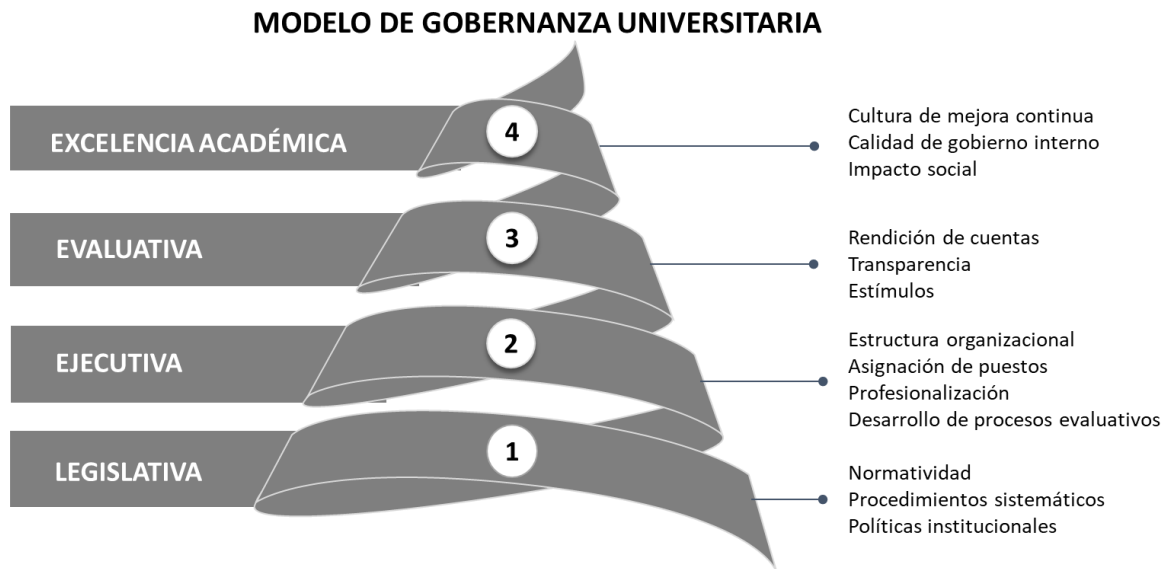 MODELO DE GOBERNANZA UNIVERSITARIA
EXCELENCIA ACADÉMICA
4
Cultura de mejora continua
Calidad de gobierno interno
Impacto social
EVALUATIVA
3
Rendición de cuentas
Transparencia
Estímulos
EJECUTIVA
2
Estructura organizacional
Asignación de puestos
Profesionalización
Desarrollo de procesos evaluativos
LEGISLATIVA
1
Normatividad
Procedimientos sistemáticos
Políticas institucionales